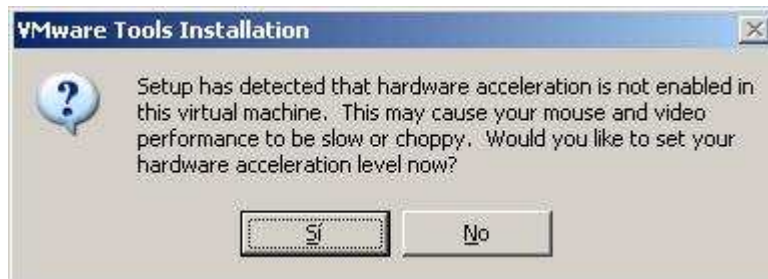 VMware Tools Installation
Setup has detected that hardware acceleration is not enabled in
this virtual machine.  This may cause your mouse and video
performance to be slow or choppy.  Would you like to set your
hardware acceleration level now?
Sí
No